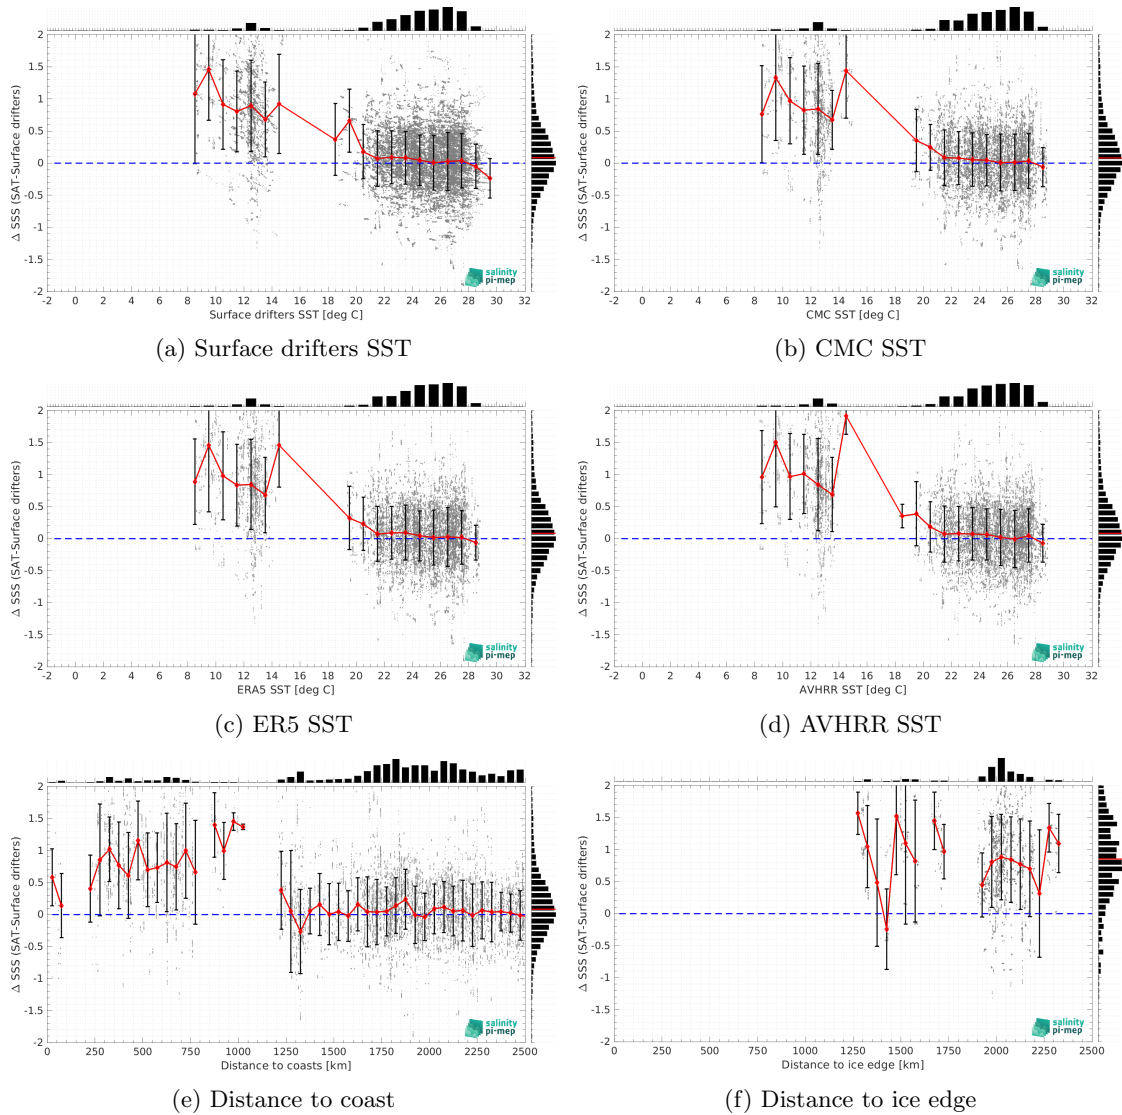 2
1.5
1
0.5
0
-0.5
-1
-1.5
-2
Δ SSS (SAT-Surface drifters)
-2 0 2 4 6 8 10 12 14 16 18 20 22 24 26 28 30 32
Surface drifters SST [deg C]
salinity
pi-mep
(a) Surface drifters SST
2
1.5
1
0.5
0
-0.5
-1
-1.5
-2
Δ SSS (SAT-Surface drifters)
-2 0 2 4 6 8 10 12 14 16 18 20 22 24 26 28 30 32
CMC SST [deg C]
salinity
pi-mep
(b) CMC SST
2
1.5
1
0.5
0
-0.5
-1
-1.5
-2
Δ SSS (SAT-Surface drifters)
-2 0 2 4 6 8 10 12 14 16 18 20 22 24 26 28 30 32
ERA5 SST [deg C]
salinity
pi-mep
(c) ER5 SST
2
1.5
1
0.5
0
-0.5
-1
-1.5
-2
Δ SSS (SAT-Surface drifters)
-2 0 2 4 6 8 10 12 14 16 18 20 22 24 26 28 30 32
AVHRR SST [deg C]
salinity
pi-mep
(d) AVHRR SST
2
1.5
1
0.5
0
-0.5
-1
-1.5
-2
Δ SSS (SAT-Surface drifters)
0 250 500 750 1000 1250 1500 1750 2000 2250 2500
Distance to coasts [km]
salinity
pi-mep
(e) Distance to coast
2
1.5
1
0.5
0
-0.5
-1
-1.5
-2
Δ SSS (SAT-Surface drifters)
0 250 500 750 1000 1250 1500 1750 2000 2250 2500
Distance to ice edge [km]
salinity
pi-mep
(f) Distance to ice edge